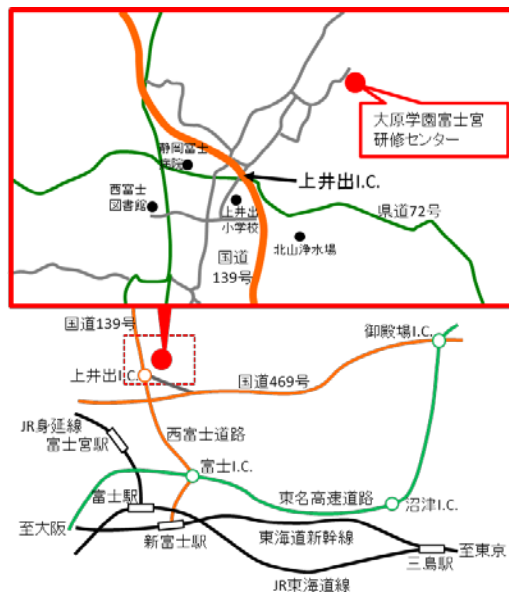 大原学園富士宮
研修センター
静岡富士
病院
上井出I.C.
西富士
図書館
上井出
小学校
県道72号
北山浄水場
国道
139号
国道139号
御殿場I.C.
上井出I.C.
国道469号
JR身延線
富士宮駅
西富士道路
富士I.C.
富士駅
東名高速道路
沼津I.C.
至大阪
新富士駅
東海道新幹線
至東京
三島駅
JR東海道線